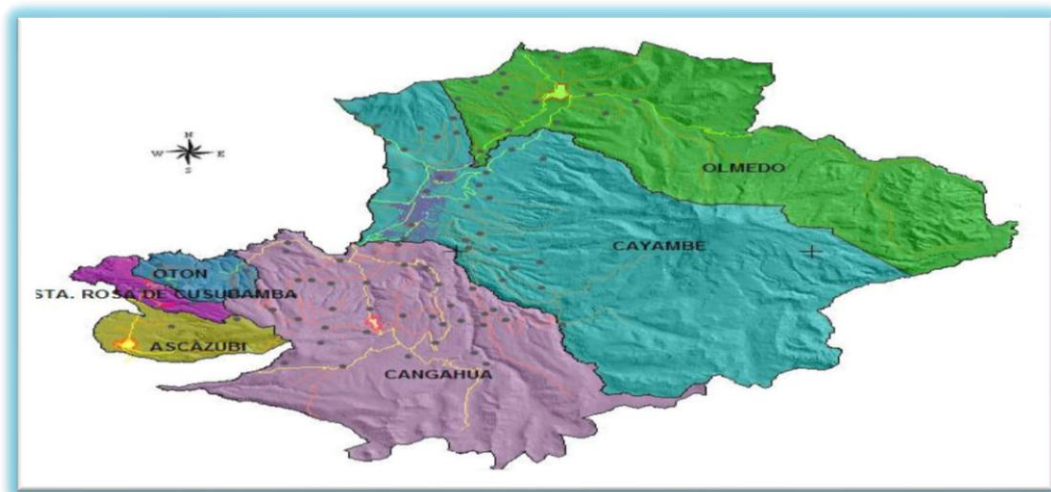 N
W E
S
OLMEDO
CAYAMBE
OTON
STA. ROSA DE CUSUBAMBA
ASCAZUBI
CANGAHUA